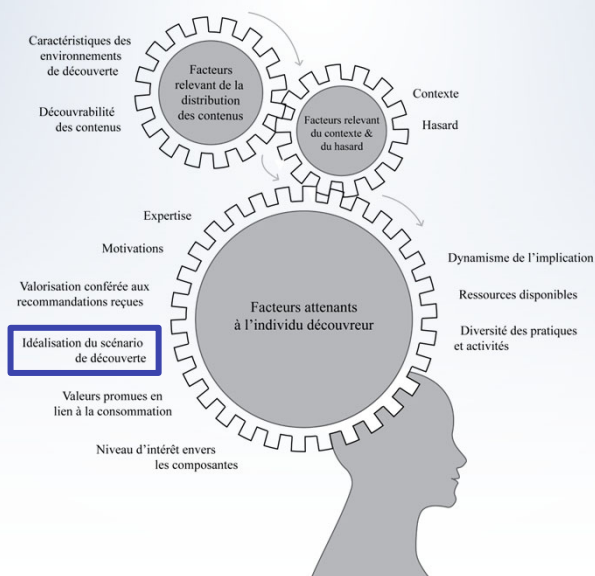 Caractéristiques des
environnements
de découverte
Découvrabilité
des contenus
Facteurs
relevant de la
distribution
des contenus
Facteurs relevant
du contexte &
du hasard
Contexte
Hasard
Expertise
Motivations
Valorisation conférée aux
recommandations reçues
Idéalisation du scénario
de découverte
Valeurs promues en
lien à la consommation
Niveau d’intérêt envers
les composantes
Facteurs attenants
à l’individu découvreur
Dynamisme de l’implication
Ressources disponibles
Diversité des pratiques
et activités